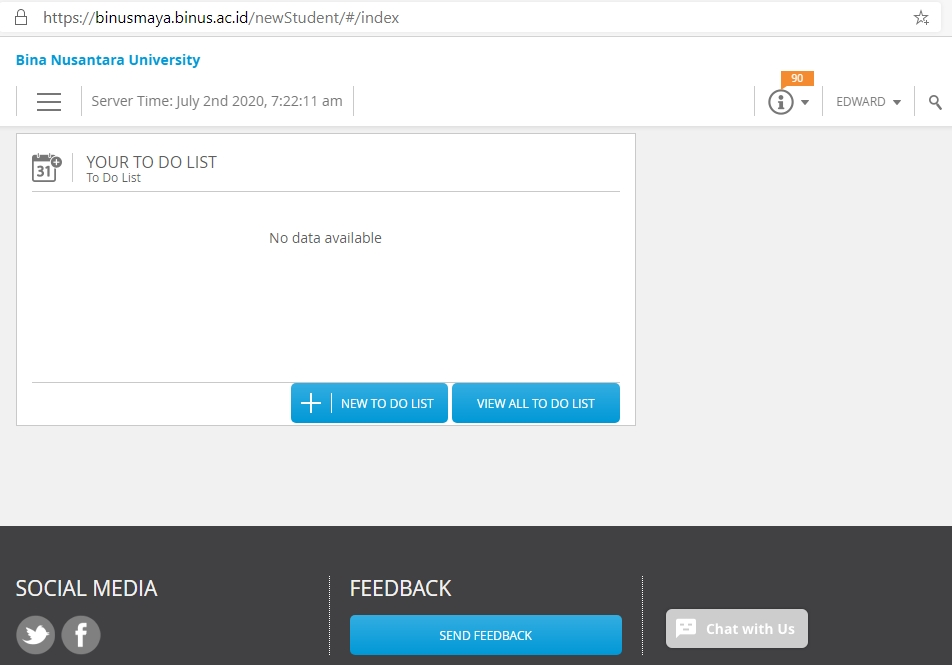 https://binusmaya.binus.ac.id/newStudent/#/index
Bina Nusantara University
90
Server Time: July 2nd 2020, 7:22:11 am
EDWARD
31
YOUR TO DO LIST
To Do List
No data available
NEW TO DO LIST
VIEW ALL TO DO LIST
SOCIAL MEDIA
FEEDBACK
SEND FEEDBACK
Chat with Us